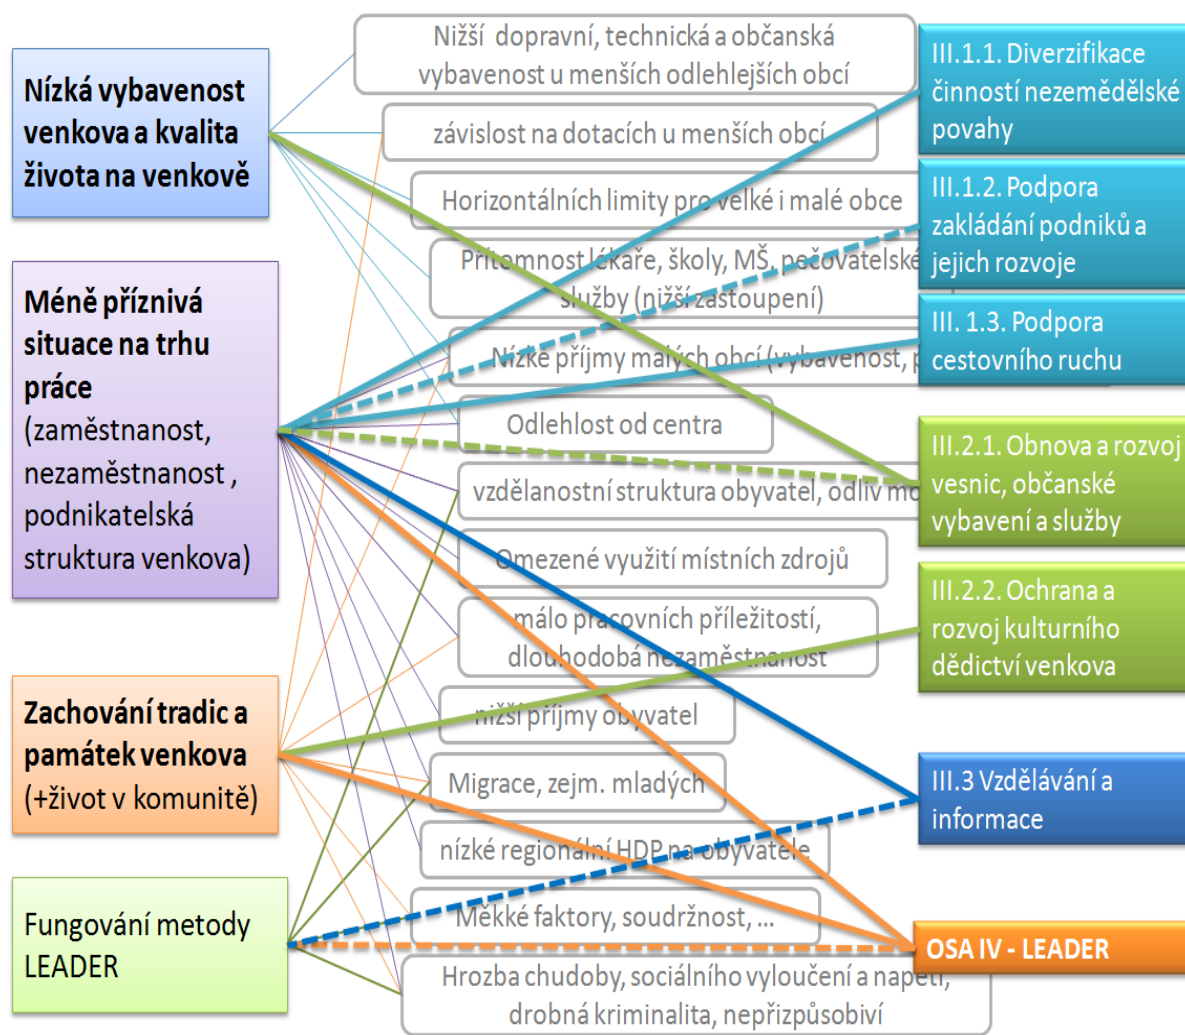 Nízká vybavenost
venkova a kvalita
života na venkově
Méně příznivá
situace na trhu
práce
(zaměstnanost,
nezaměstnanost ,
podnikatelská
struktura venkova)
Zachování tradic a
památek venkova
(+život v komunitě)
Fungování metody
LEADER
Nižší dopravní, technická a občanská
vybavenost u menších odlehlejších obcí
závislost na dotacích u menších obcí
Horizontálních limity pro velké i malé obce
Přítomnost lékaře, školy, MŠ, pečovatelské
služby (nižší zastoupení)
Nízké příjmy malých obcí (vybavenost, p
Odlehlost od centra
vzdělanostní struktura obyvatel, odliv mo
Omezené využití místních zdrojů
málo pracovních příležitostí,
dlouhodobá nezaměstnanost
nižší příjmy obyvatel
Migrace, zejm. mladých
nízké regionální HDP na obyvatele
Měkké faktory, soudržnost, ...
Hrozba chudoby, sociálního vyloučení a napětí,
drobná kriminalita, nepřizpůsobiví
III.1.1. Diverzifikace
činností nezemědělské
povahy
III.1.2. Podpora
zakládání podniků a
jejich rozvoje
III. 1.3. Podpora
cestovního ruchu
III.2.1. Obnova a rozvoj
vesnic, občanské
vybavení a služby
III.2.2. Ochrana a
rozvoj kulturního
dědictví venkova
III.3 Vzdělávání a
informace
OSA IV - LEADER